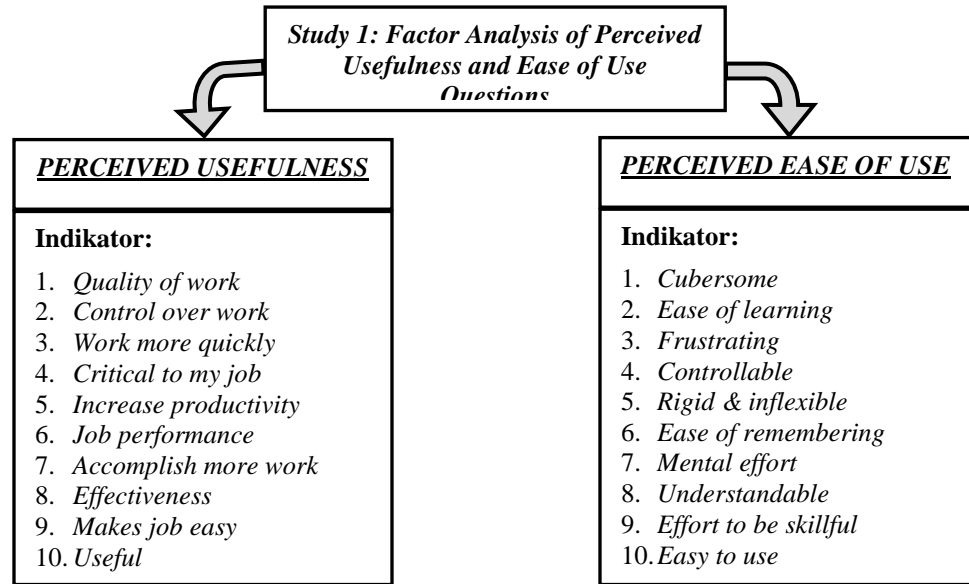 Study 1: Factor Analysis of Perceived
Usefulness and Ease of Use
Questions
PERCEIVED USEFULNESS
Indikator:
1. Quality of work
2. Control over work
3. Work more quickly
4. Critical to my job
5. Increase productivity
6. Job performance
7. Accomplish more work
8. Effectiveness
9. Makes job easy
10. Useful
PERCEIVED EASE OF USE
Indikator:
1. Cubersome
2. Ease of learning
3. Frustrating
4. Controllable
5. Rigid & inflexible
6. Ease of remembering
7. Mental effort
8. Understandable
9. Effort to be skillful
10. Easy to use